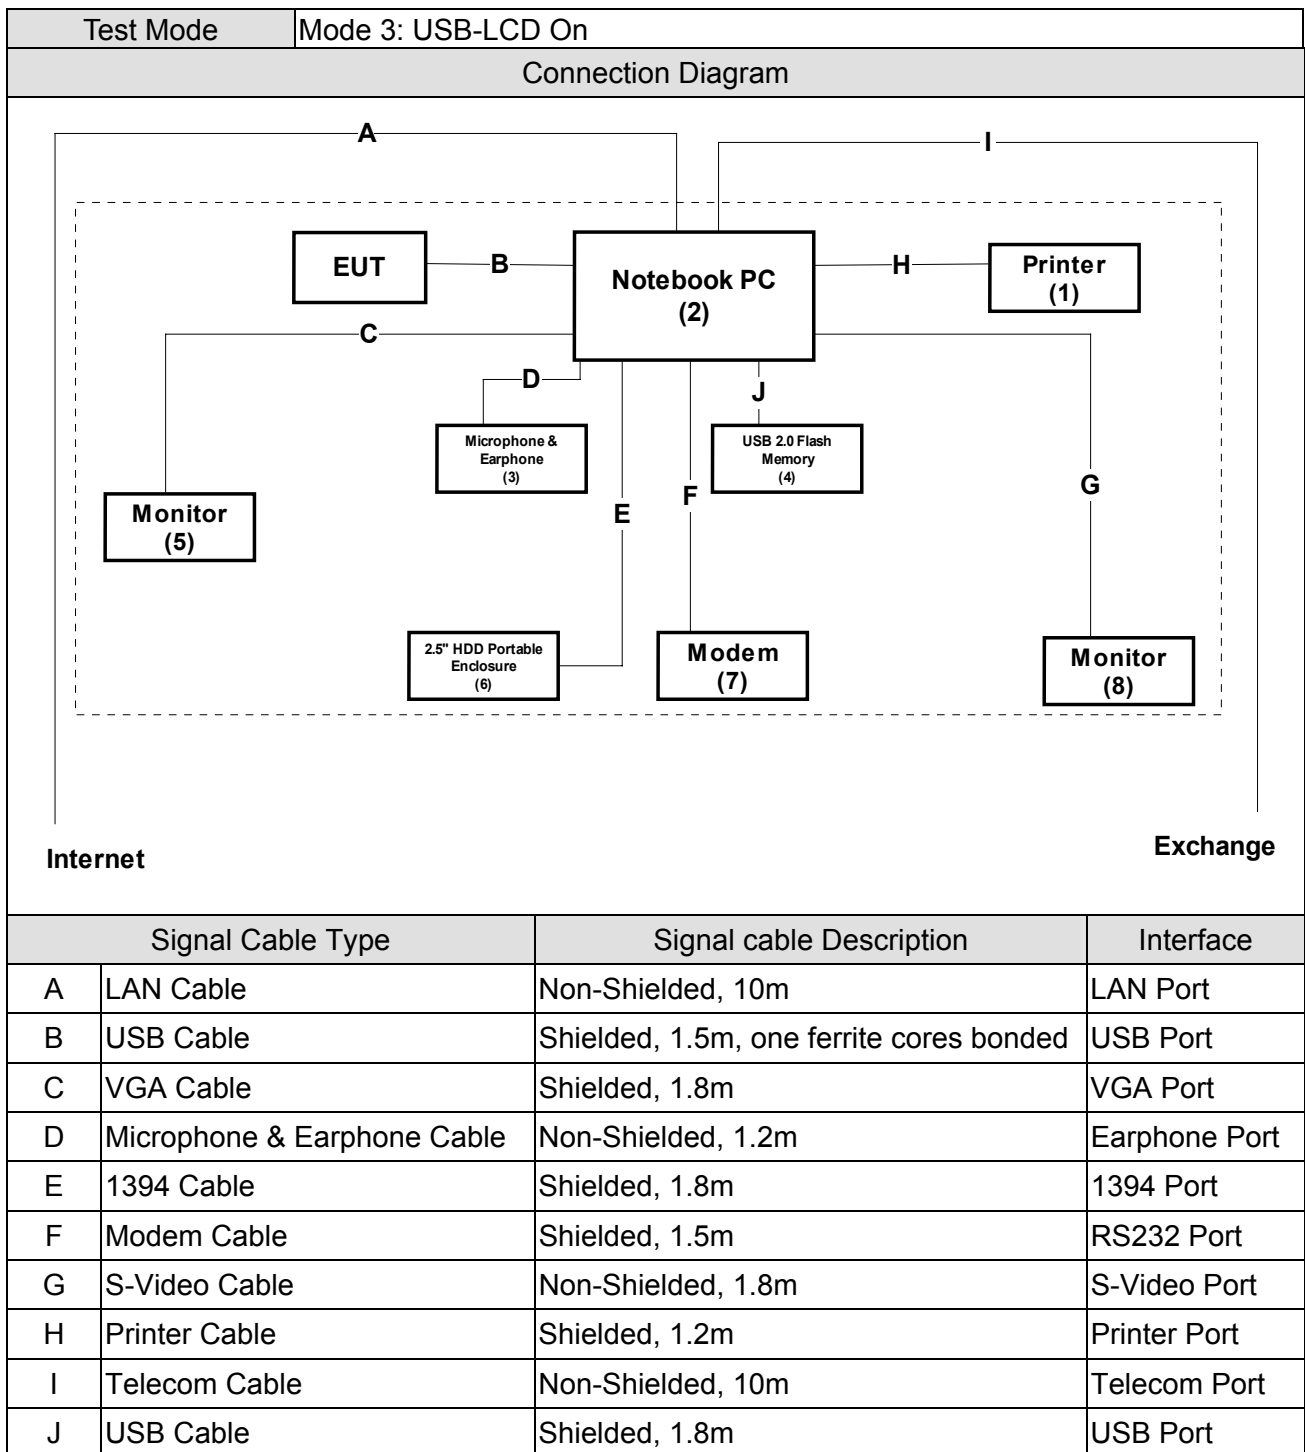 Test Mode Mode 3: USB-LCD On
Connection Diagram
A
I
EUT
B
Notebook PC
(2)
H
Printer
(1)
C
D
J
Microphone &
Earphone
(3)
USB 2.0 Flash
Memory
(4)
G
F
E
Monitor
(5)
2.5" HDD Portable
Enclosure
(6)
Modem
(7)
Monitor
(8)
Internet
Exchange
Signal Cable Type Signal cable Description Interface
A LAN Cable Non-Shielded, 10m LAN Port
B USB Cable Shielded, 1.5m, one ferrite cores bonded USB Port
C VGA Cable Shielded, 1.8m VGA Port
D Microphone & Earphone Cable Non-Shielded, 1.2m Earphone Port
E 1394 Cable Shielded, 1.8m 1394 Port
F Modem Cable Shielded, 1.5m RS232 Port
G S-Video Cable Non-Shielded, 1.8m S-Video Port
H Printer Cable Shielded, 1.2m Printer Port
I Telecom Cable Non-Shielded, 10m Telecom Port
J USB Cable Shielded, 1.8m USB Port